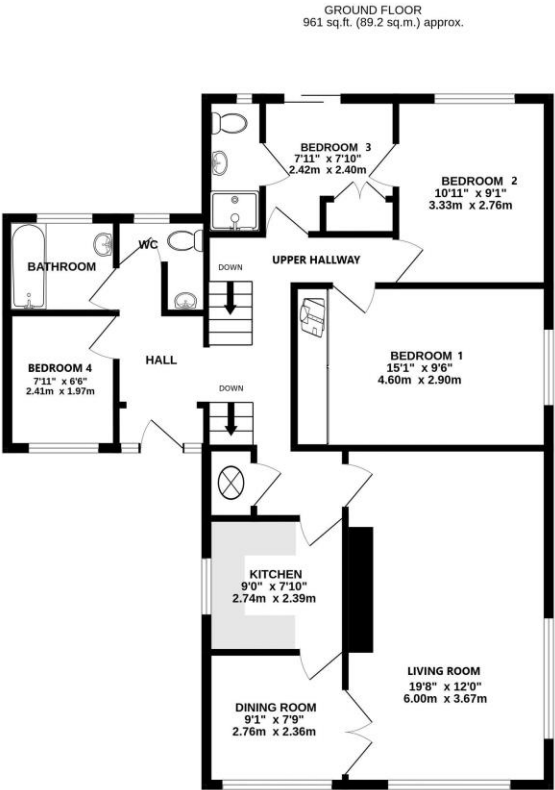 GROUND FLOOR
961 sq.ft. (89.2 sq.m.) approx.
BEDROOM 3
7'11" x 7'10"
2.42m x 2.40m
BEDROOM 2
10'11" x 9'1"
3.33m x 2.76m
WC
BATHROOM
DOWN
UPPER HALLWAY
BEDROOM 4
7'11" x 6'6"
2.41m x 1.97m
HALL
BEDROOM 1
15'1" x 9'6"
4.60m x 2.90m
DOWN
KITCHEN
9'0" x 7'10"
2.74m x 2.39m
LIVING ROOM
19'8" x 12'0"
6.00m x 3.67m
DINING ROOM
9'1" x 7'9"
2.76m x 2.36m